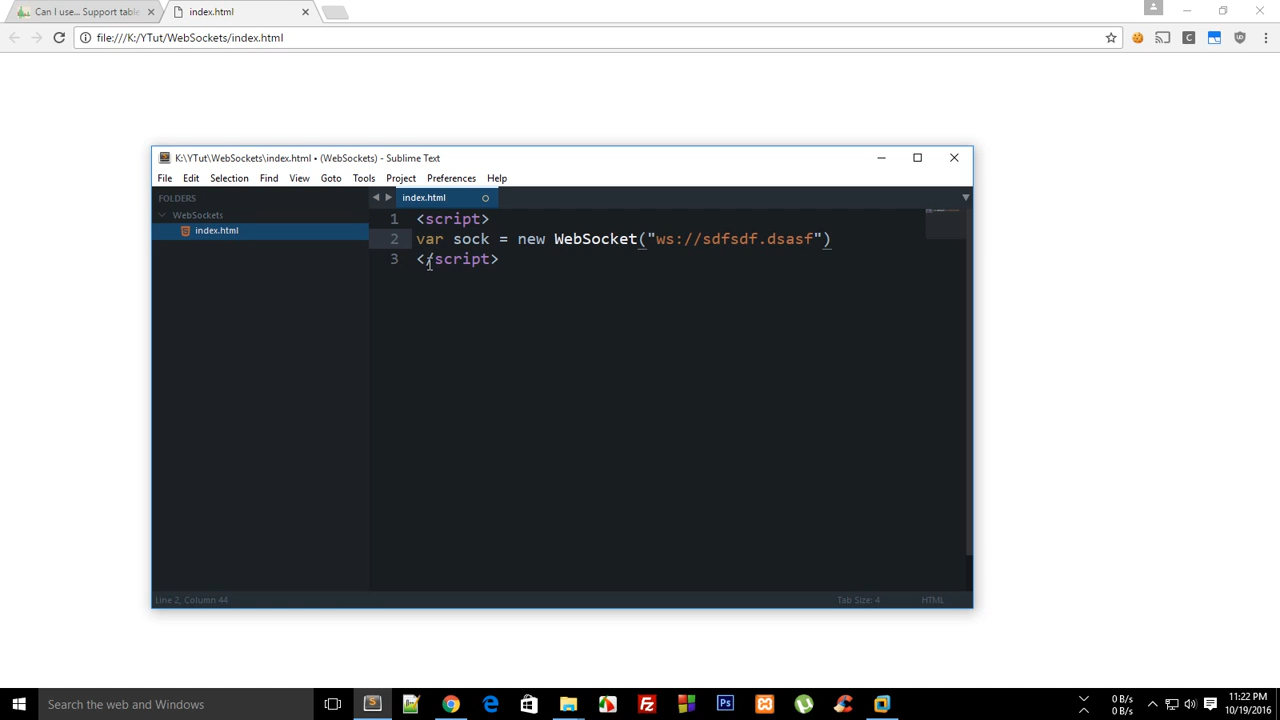 Can I use... Support table
index.html
file:///K:/YTut/WebSockets/index.html
K:\YTut\WebSockets\index.html • (WebSockets) - Sublime Text
File Edit Selection Find View Goto Tools Project Preferences Help
FOLDERS
WebSockets
index.html
index.html
1 <script>
2 var sock = new WebSocket("ws://sdfsdf.dsasf")
3 </script>
Line 2, Column 44
Tab Size: 4
HTML
Search the web and Windows
0 B/s
0 B/s
11:22 PM
10/19/2016